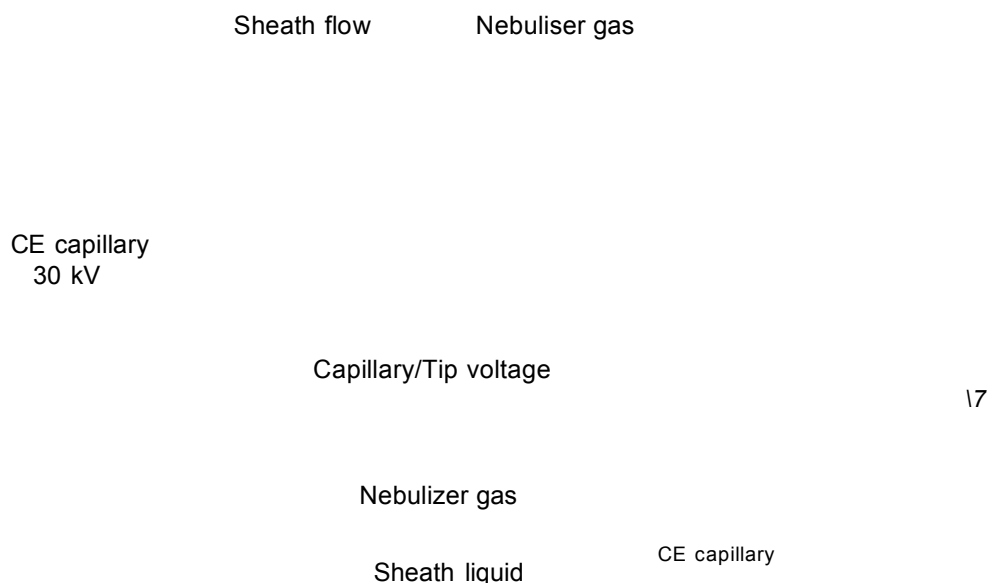 Sheath flow Nebuliser gas
CE capillary
30 kV
Capillary/Tip voltage
\7
Nebulizer gas
CE capillary
Sheath liquid